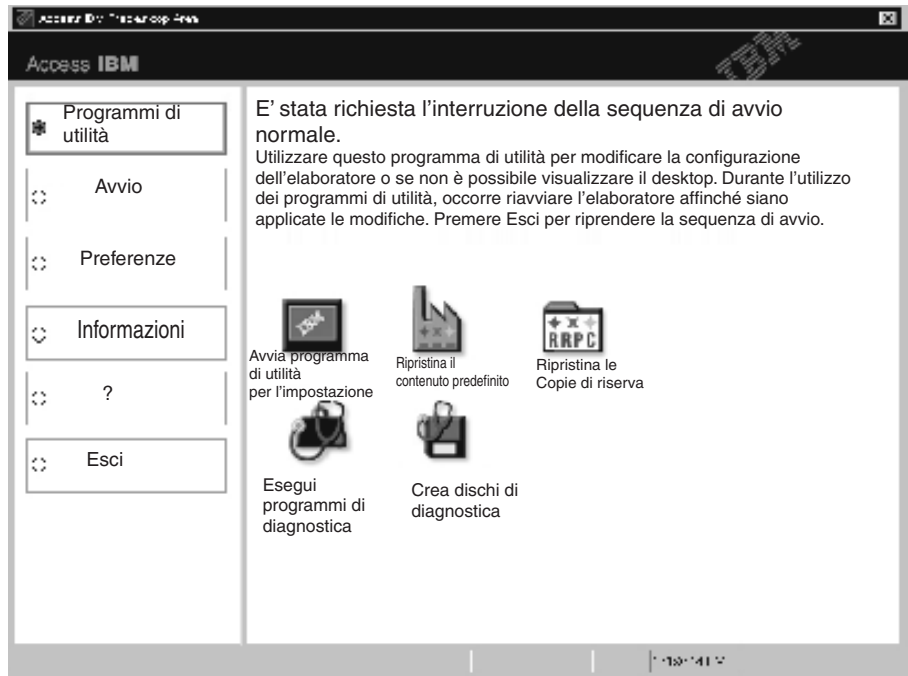 Access IBM
IBM
Programmi di
utilità
Avvio
Preferenze
Informazioni
?
Esci
E' stata richiesta l'interruzione della sequenza di avvio
normale.
Utilizzare questo programma di utilità per modificare la configurazione
dell'elaboratore o se non è possibile visualizzare il desktop. Durante l'utilizzo
dei programmi di utilità, occorre riavviare l'elaboratore affinché siano
applicate le modifiche. Premere Esci per riprendere la sequenza di avvio.
IBM
Avvia programma
di utilità
per l'impostazione
Ripristina il
contenuto predefinito
RRPC
Ripristina le
Copie di riserva
Esegui
programmi di
diagnostica
Crea dischi di
diagnostica